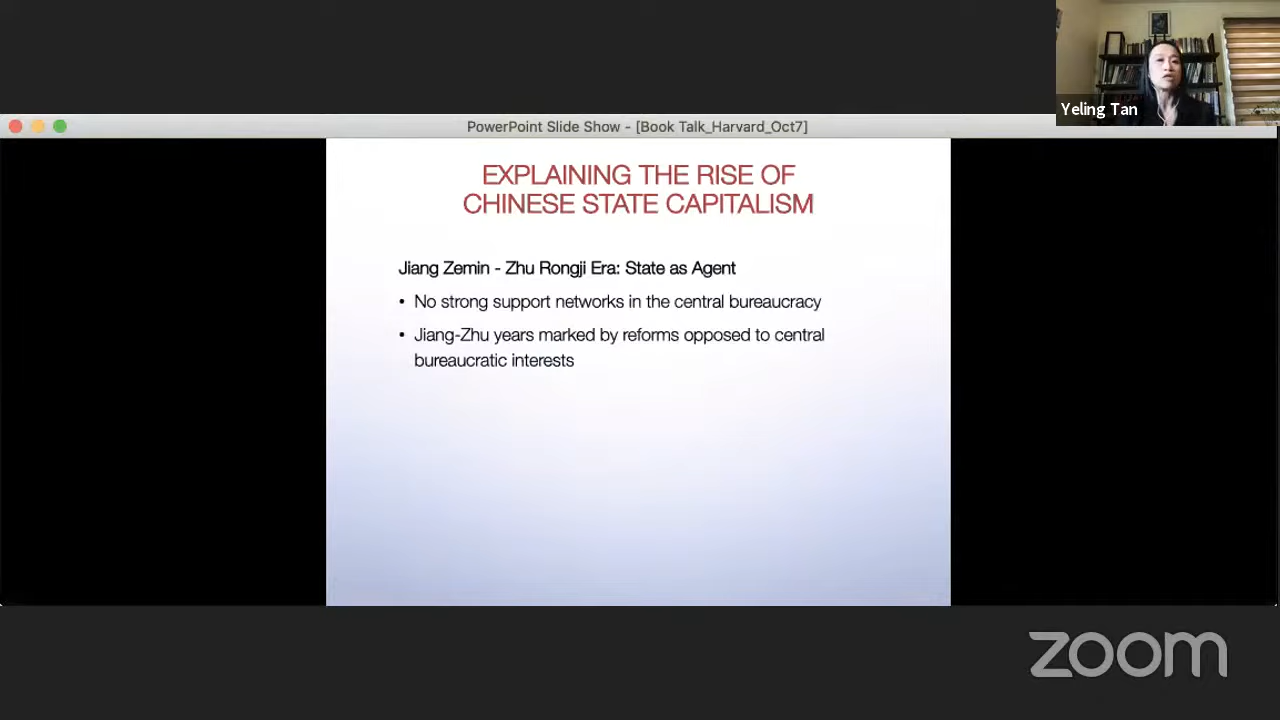 Yeling Tan
PowerPoint Slide Show - [Book Talk_Harvard_Oct7]
EXPLAINING THE RISE OF
CHINESE STATE CAPITALISM
Jiang Zemin - Zhu Rongji Era: State as Agent
• No strong support networks in the central bureaucracy
• Jiang-Zhu years marked by reforms opposed to central
bureaucratic interests
zoom